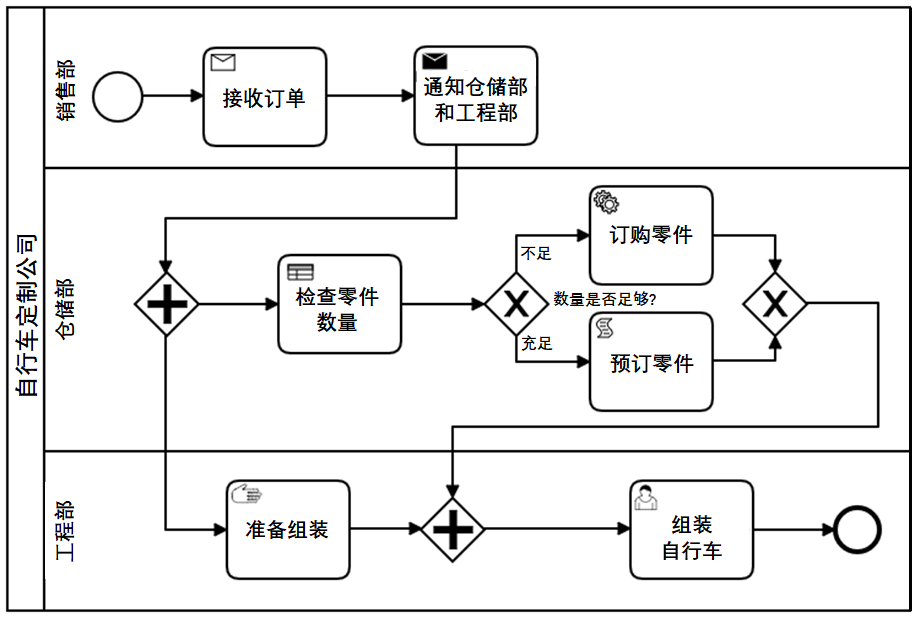 自行车定制公司
销售部
接收订单
通知仓储部
和工程部
仓储部
检查零件
数量
不足
数量是否足够?
充足
订购零件
预订零件
工程部
准备组装
组装
自行车